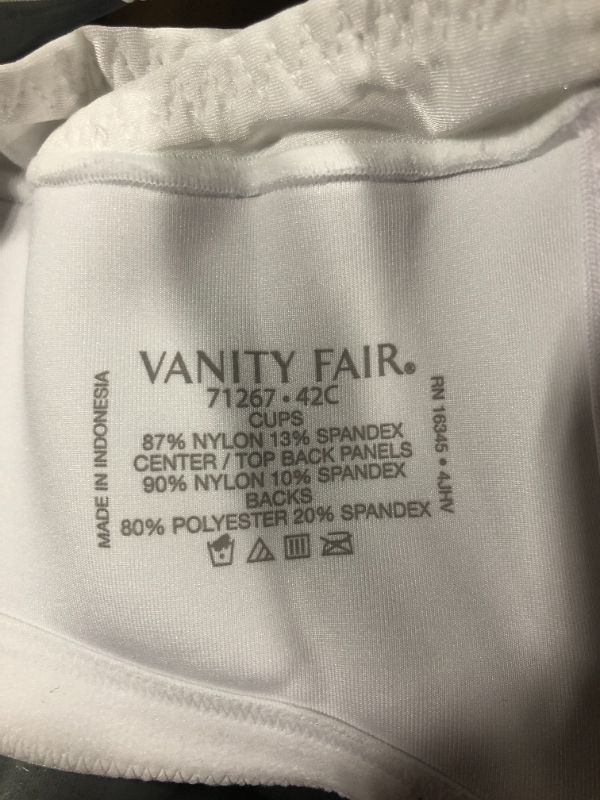 VANITY FAIR®
71267 • 42C
CUPS
87% NYLON 13% SPANDEX
CENTER / TOP BACK PANELS
90% NYLON 10% SPANDEX
BACKS
80% POLYESTER 20% SPANDEX
MADE IN INDONESIA
RN 16345 • 4JHV